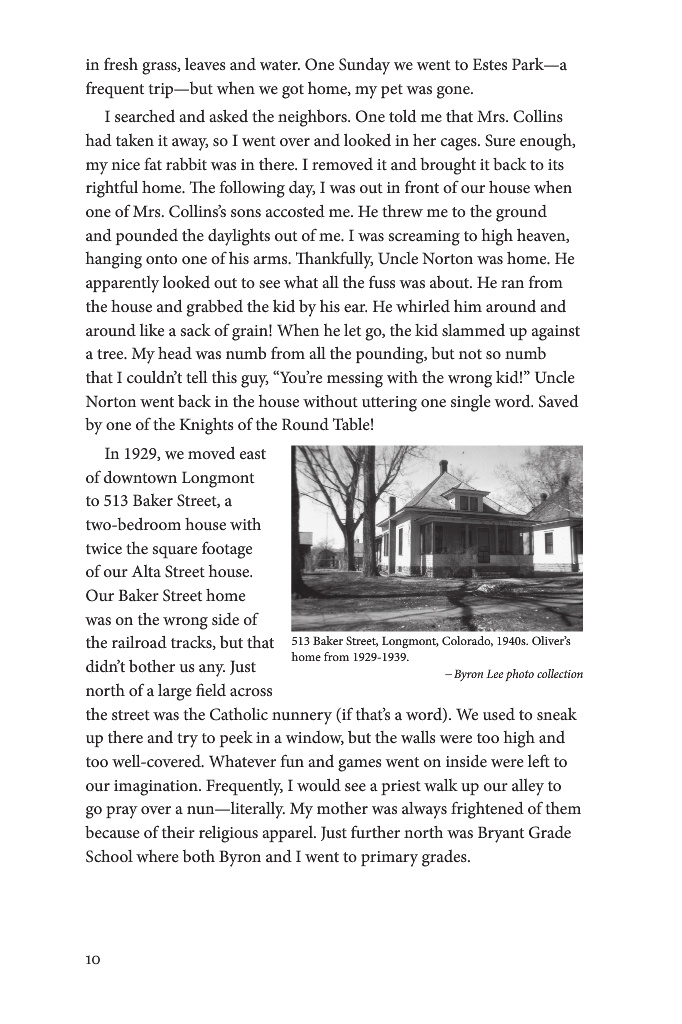 in fresh grass, leaves and water. One Sunday we went to Estes Park—a
frequent trip—but when we got home, my pet was gone.
I searched and asked the neighbors. One told me that Mrs. Collins
had taken it away, so I went over and looked in her cages. Sure enough,
my nice fat rabbit was in there. I removed it and brought it back to its
rightful home. The following day, I was out in front of our house when
one of Mrs. Collins’s sons accosted me. He threw me to the ground
and pounded the daylights out of me. I was screaming to high heaven,
hanging onto one of his arms. Thankfully, Uncle Norton was home. He
apparently looked out to see what all the fuss was about. He ran from
the house and grabbed the kid by his ear. He whirled him around and
around like a sack of grain! When he let go, the kid slammed up against
a tree. My head was numb from all the pounding, but not so numb
that I couldn’t tell this guy, “You’re messing with the wrong kid!” Uncle
Norton went back in the house without uttering one single word. Saved
by one of the Knights of the Round Table!
In 1929, we moved east
of downtown Longmont
to 513 Baker Street, a
two-bedroom house with
twice the square footage
of our Alta Street house.
Our Baker Street home
was on the wrong side of
the railroad tracks, but that
didn’t bother us any. Just
north of a large field across
the street was the Catholic nunnery (if that’s a word). We used to sneak
up there and try to peek in a window, but the walls were too high and
too well-covered. Whatever fun and games went on inside were left to
our imagination. Frequently, I would see a priest walk up our alley to
go pray over a nun—literally. My mother was always frightened of them
because of their religious apparel. Just further north was Bryant Grade
School where both Byron and I went to primary grades.
513 Baker Street, Longmont, Colorado, 1940s. Oliver’s
home from 1929-1939.
– Byron Lee photo collection
10